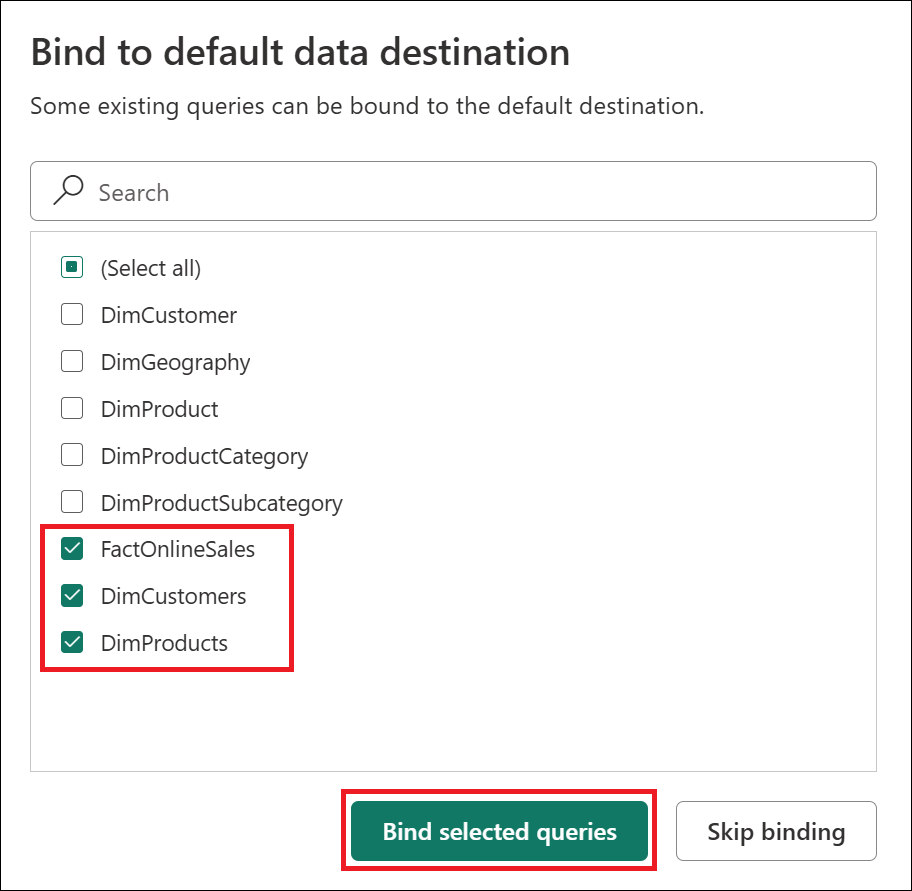 Bind to default data destination
Some existing queries can be bound to the default destination.
Search
(Select all)
DimCustomer
DimGeography
DimProduct
DimProductCategory
DimProductSubcategory
FactOnlineSales
DimCustomers
DimProducts
Bind selected queries
Skip binding